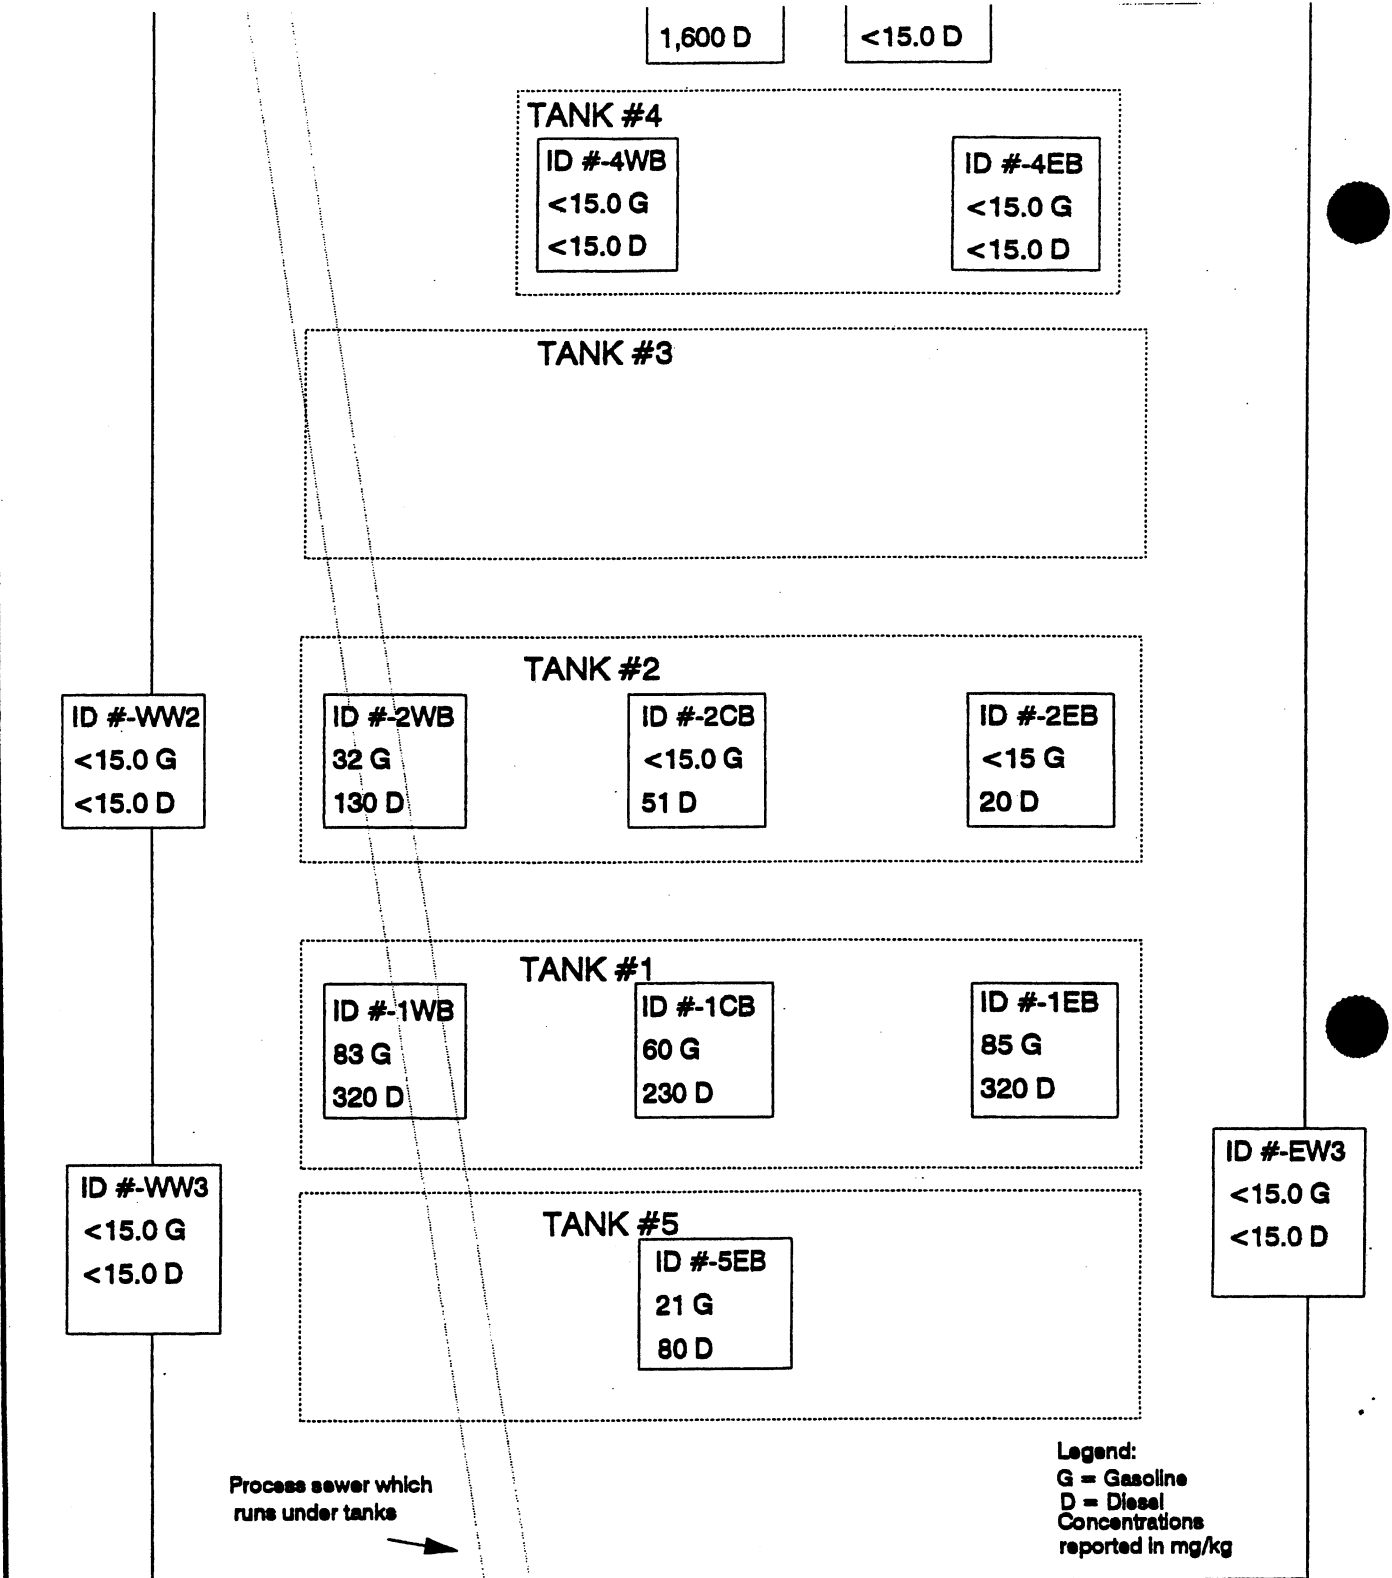 1,600 D
<15.0 D
TANK #4
ID #-4WB
<15.0 G
<15.0 D
ID #-4EB
<15.0 G
<15.0 D
TANK #3
TANK #2
ID #-WW2
<15.0 G
<15.0 D
ID #-2WB
32 G
130 D
ID #-2CB
<15.0 G
51 D
ID #-2EB
<15 G
20 D
TANK #1
ID #-1WB
83 G
320 D
ID #-1CB
60 G
230 D
ID #-1EB
85 G
320 D
ID #-WW3
<15.0 G
<15.0 D
ID #-EW3
<15.0 G
<15.0 D
TANK #5
ID #-5EB
21 G
80 D
Process sewer which
runs under tanks
Legend:
G = Gasoline
D = Diesel
Concentrations
reported in mg/kg